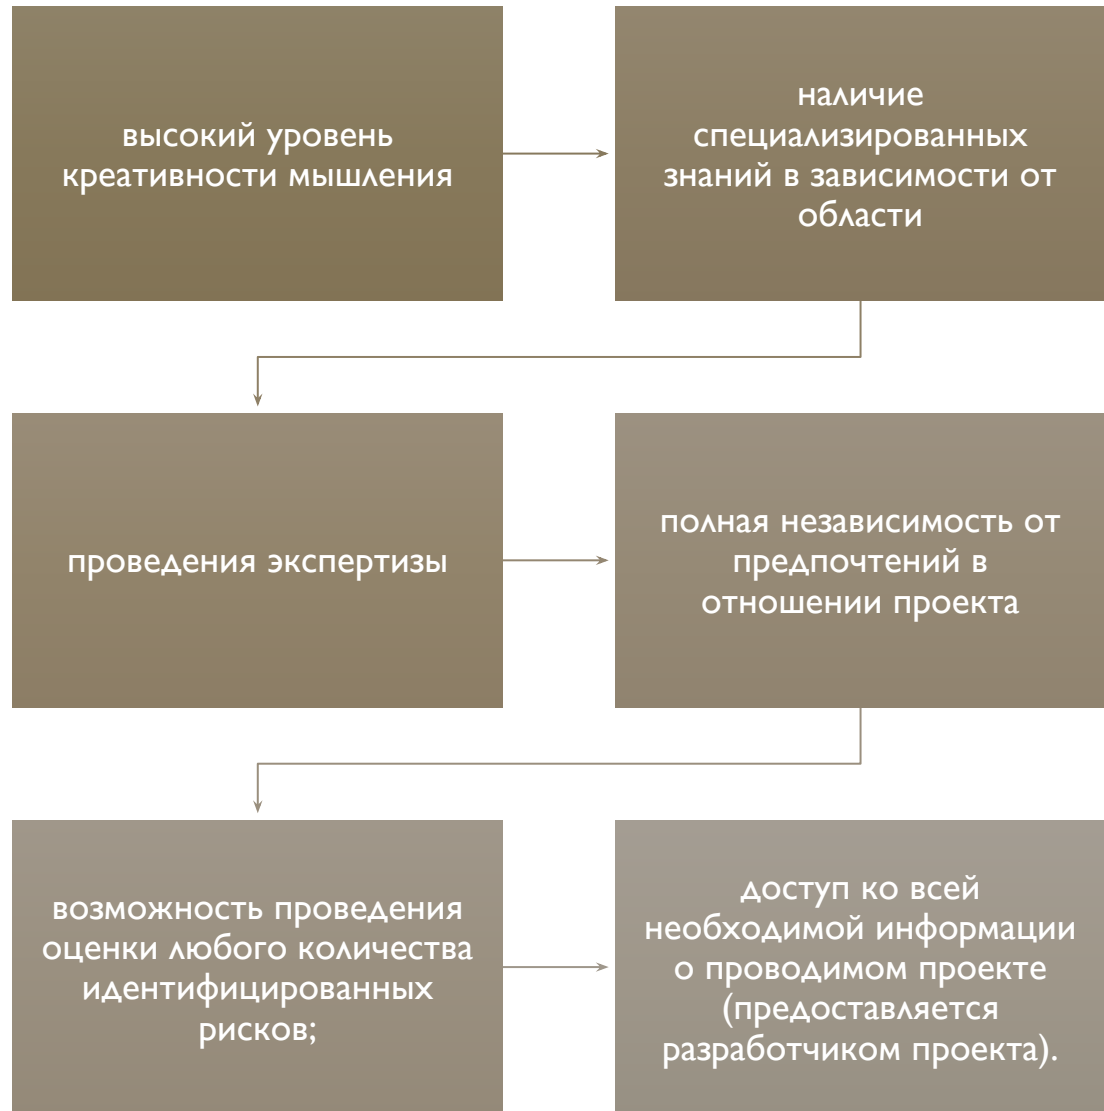 высокий уровень
креативности мышления
наличие
специализированных
знаний в зависимости от
области
проведения экспертизы
полная независимость от
предпочтений в
отношении проекта
возможность проведения
оценки любого количества
идентифицированных
рисков;
доступ ко всей
необходимой информации
о проводимом проекте
(предоставляется
разработчиком проекта).